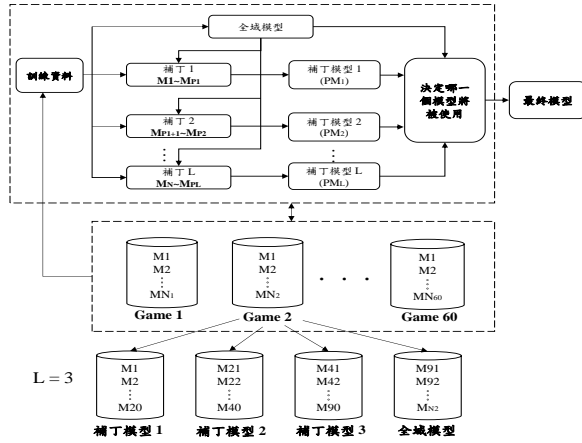 全域模型
訓練資料
補丁 1
M1~MP1
補丁模型 1
(PM1)
補丁 2
MP1+1~MP2
補丁模型 2
(PM2)
補丁 L
MN~MPL
補丁模型 L
(PML)
決定哪一
個模型將
被使用
最終模型
M1
M2
MN1
Game 1
M1
M2
MN2
Game 2
M1
M2
MN60
Game 60
L = 3
M1
M2
M20
補丁模型 1
M21
M22
M40
補丁模型 2
M41
M42
M90
補丁模型 3
M91
M92
MN2
全域模型